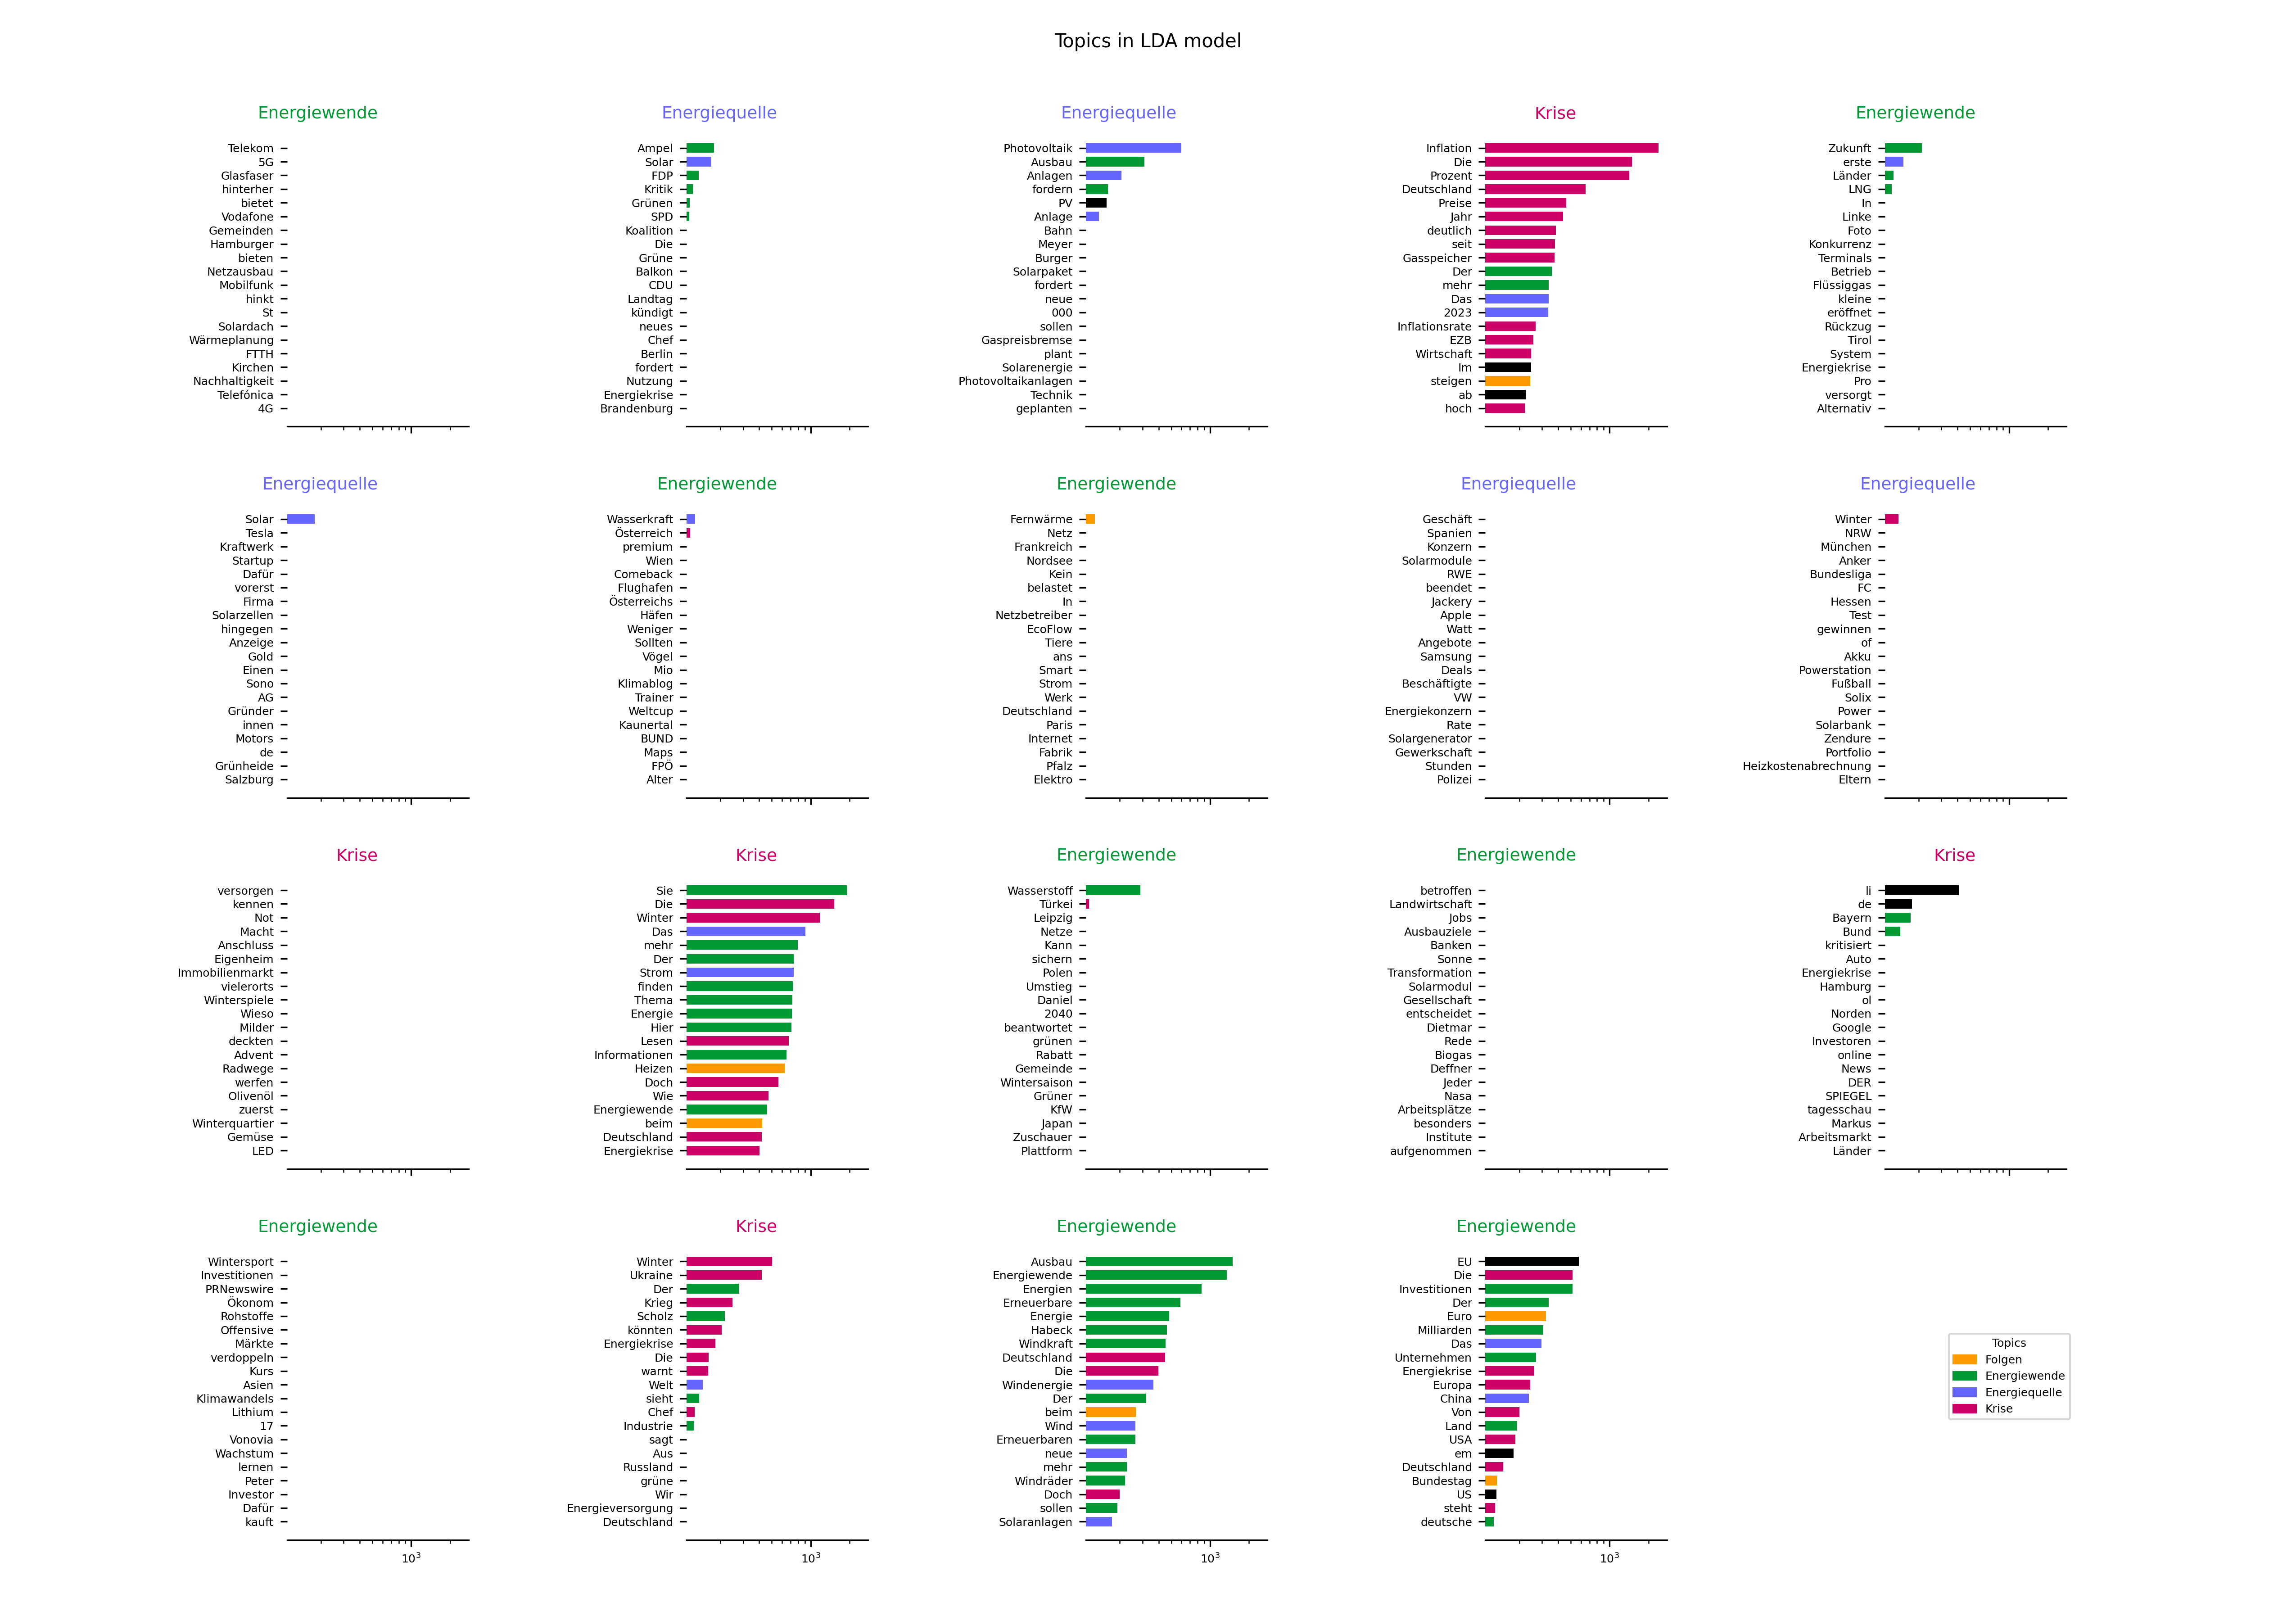 Topics in LDA model
Energiewende
Telekom
5G
Glasfaser
hinterher
bietet
Vodafone
Gemeinden
Hamburger
bieten
Netzausbau
Mobilfunk
hinkt
St
Solardach
Wärmeplanung
FTTH
Kirchen
Nachhaltigkeit
Telefónica
4G
Energiequelle
Ampel
Solar
FDP
Kritik
Grünen
SPD
Koalition
Die
Grüne
Balkon
CDU
Landtag
kündigt
neues
Chef
Berlin
fordert
Nutzung
Energiekrise
Brandenburg
Energiequelle
Photovoltaik
Ausbau
Anlagen
fordern
PV
Anlage
Bahn
Meyer
Burger
Solarpaket
fordert
neue
000
sollen
Gaspreisbremse
plant
Solarenergie
Photovoltaikanlagen
Technik
geplanten
Krise
Inflation
Die
Prozent
Deutschland
Preise
Jahr
deutlich
seit
Gasspeicher
Der
mehr
Das
2023
Inflationsrate
EZB
Wirtschaft
Im
steigen
ab
hoch
Energiewende
Zukunft
erste
Länder
LNG
In
Linke
Foto
Konkurrenz
Terminals
Betrieb
Flüssiggas
kleine
eröffnet
Rückzug
Tirol
System
Energiekrise
Pro
versorgt
Alternativ
Energiequelle
Solar
Tesla
Kraftwerk
Startup
Dafür
vorerst
Firma
Solarzellen
hingegen
Anzeige
Gold
Einen
Sono
AG
Gründer
innen
Motors
de
Grünheide
Salzburg
Energiewende
Wasserkraft
Österreich
premium
Wien
Comeback
Flughafen
Österreichs
Häfen
Weniger
Sollten
Vögel
Mio
Klimablog
Trainer
Weltcup
Kaunertal
BUND
Maps
FPÖ
Alter
Energiewende
Fernwärme
Netz
Frankreich
Nordsee
Kein
belastet
In
Netzbetreiber
EcoFlow
Tiere
ans
Smart
Strom
Werk
Deutschland
Paris
Internet
Fabrik
Pfalz
Elektro
Energiequelle
Geschäft
Spanien
Konzern
Solarmodule
RWE
beendet
Jackery
Apple
Watt
Angebote
Samsung
Deals
Beschäftigte
VW
Energiekonzern
Rate
Solargenerator
Gewerkschaft
Stunden
Polizei
Energiequelle
Winter
NRW
München
Anker
Bundesliga
FC
Hessen
Test
gewinnen
of
Akku
Powerstation
Fußball
Solix
Power
Solarbank
Zendure
Portfolio
Heizkostenabrechnung
Eltern
Krise
versorgen
kennen
Not
Macht
Anschluss
Eigenheim
Immobilienmarkt
vielerorts
Winterspiele
Wieso
Milder
deckten
Advent
Radwege
werfen
Olivenöl
zuerst
Winterquartier
Gemüse
LED
Krise
Sie
Die
Winter
Das
mehr
Der
Strom
finden
Thema
Energie
Hier
Lesen
Informationen
Heizen
Doch
Wie
Energiewende
beim
Deutschland
Energiekrise
Energiewende
Wasserstoff
Türkei
Leipzig
Netze
Kann
sichern
Polen
Umstieg
Daniel
2040
beantwortet
grünen
Rabatt
Gemeinde
Wintersaison
Grüner
KfW
Japan
Zuschauer
Plattform
Energiewende
betroffen
Landwirtschaft
Jobs
Ausbauziele
Banken
Sonne
Transformation
Solarmodul
Gesellschaft
entscheidet
Dietmar
Rede
Biogas
Deffner
Jeder
Nasa
Arbeitsplätze
besonders
Institute
aufgenommen
Krise
li
de
Bayern
Bund
kritisiert
Auto
Energiekrise
Hamburg
ol
Norden
Google
Investoren
online
News
DER
SPIEGEL
tagesschau
Markus
Arbeitsmarkt
Länder
Energiewende
Wintersport
Investitionen
PRNewswire
Ökonom
Rohstoffe
Offensive
Märkte
verdoppeln
Kurs
Asien
Klimawandels
Lithium
17
Vonovia
Wachstum
lernen
Peter
Investor
Dafür
kauft
10³
Krise
Winter
Ukraine
Der
Krieg
Scholz
könnten
Energiekrise
Die
warnt
Welt
sieht
Chef
Industrie
sagt
Aus
Russland
grüne
Wir
Energieversorgung
Deutschland
10³
Energiewende
Ausbau
Energiewende
Energien
Erneuerbare
Energie
Habeck
Windkraft
Deutschland
Die
Windenergie
Der
beim
Wind
Erneuerbaren
neue
mehr
Windräder
Doch
sollen
Solaranlagen
10³
Energiewende
EU
Die
Investitionen
Der
Euro
Milliarden
Das
Unternehmen
Energiekrise
Europa
China
Von
Land
USA
em
Deutschland
Bundestag
US
steht
deutsche
10³
Topics
Folgen
Energiewende
Energiequelle
Krise